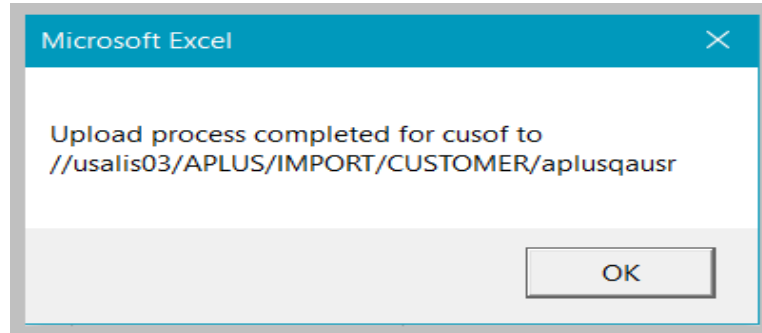 Microsoft Excel
Upload process completed for cusof to
//usalis03/APLUS/IMPORT/CUSTOMER/aplusqausr
OK